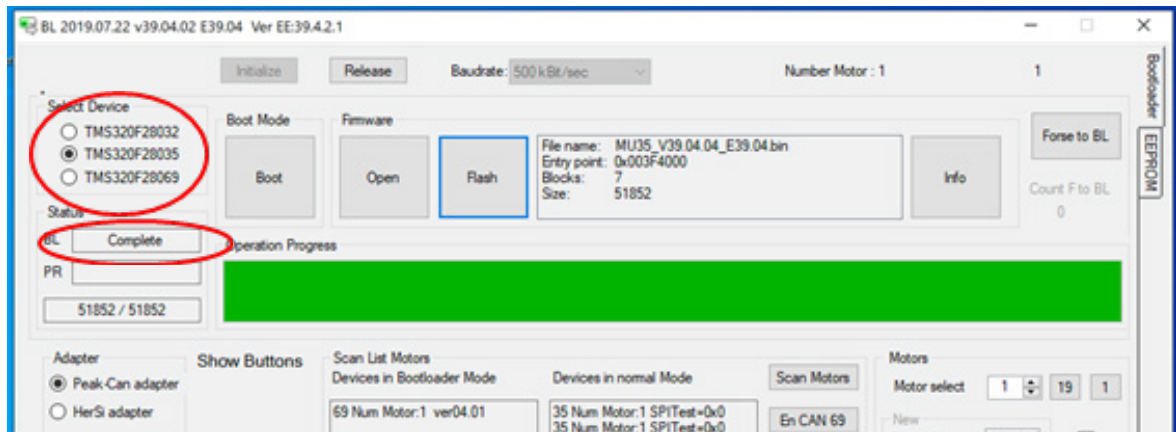 BL 2019.07.22 v39.04.02 E39.04 Ver EE:39.4.2.1
Initialize Release Baudrate: 500 kBit/sec Number Motor : 1 1
Bootloader
EEPROM
Select Device
TMS320F28032
TMS320F28035
TMS320F28069
Boot Mode
Boot
Firmware
Open
Flash
File name: MU35_V39.04.04_E39.04.bin
Entry point: 0x003F4000
Blocks: 7
Size: 51852
Info
Forse to BL
Count F to BL
0
Status
BL Complete
PR
51852 / 51852
Operation Progress
Adapter
Peak-Can adapter
HerSi adapter
Show Buttons
Scan List Motors
Devices in Bootloader Mode
69 Num Motor:1 ver04.01
Devices in normal Mode
35 Num Motor:1 SPITest=0x0
35 Num Motor:1 SPITest=0x0
Scan Motors
En CAN 69
Motors
Motor select 1 19 1
New